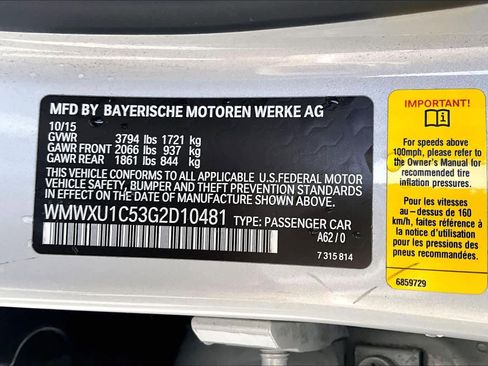 MFD BY BAYERISCHE MOTOREN WERKE AG
10/15
GVWR 3794 lbs 1721 kg
GAWR FRONT 2066 lbs 937 kg
GAWR REAR 1861 lbs 844 kg
THIS VEHICLE CONFORMS TO ALL APPLICABLE U.S.FEDERAL MOTOR
VEHICLE SAFETY, BUMPER AND THEFT PREVENTION STANDARDS
IN EFFECT ON THE DATE OF MANUFACTURE SHOWN ABOVE.
WMWXU1C53G2D10481 TYPE: PASSENGER CAR
A62/0
7 315 814
IMPORTANT!
For speeds above
100mph, please refer to
the Owner's Manual for
recommended tire
inflation pressures.
Pour les vitesses
au-dessus de 160
km/h, faites référence à
la notice d'utilisation
pour les pressions des
pneus recommandées.
6859729